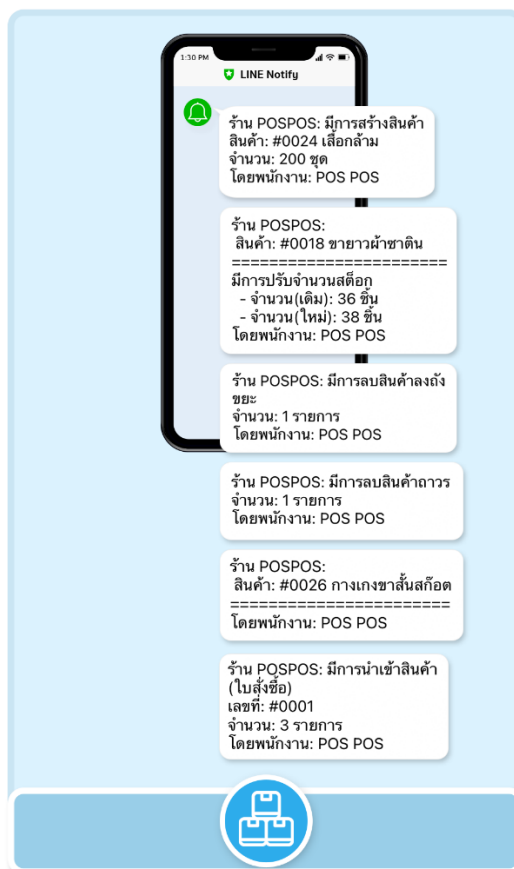 1:30 PM
LINE Notify
ร้าน POSPOS: มีการสร้างสินค้า
สินค้า: #0024 เสื้อกล้าม
จำนวน: 200 ชุด
โดยพนักงาน: POS POS
ร้าน POSPOS:
สินค้า: #0018 ขายาวผ้าซาติน
========================
มีการปรับจำนวนสต็อก
- จำนวน(เดิม): 36 ชิ้น
- จำนวน(ใหม่): 38 ชิ้น
โดยพนักงาน: POS POS
ร้าน POSPOS: มีการลบสินค้าลงถัง
ขยะ
จำนวน: 1 รายการ
โดยพนักงาน: POS POS
ร้าน POSPOS: มีการลบสินค้าถาวร
จำนวน: 1 รายการ
โดยพนักงาน: POS POS
ร้าน POSPOS:
สินค้า: #0026 กางเกงขาสั้นสก๊อต
========================
โดยพนักงาน: POS POS
ร้าน POSPOS: มีการนำเข้าสินค้า
(ใบสั่งซื้อ)
เลขที่: #0001
จำนวน: 3 รายการ
โดยพนักงาน: POS POS